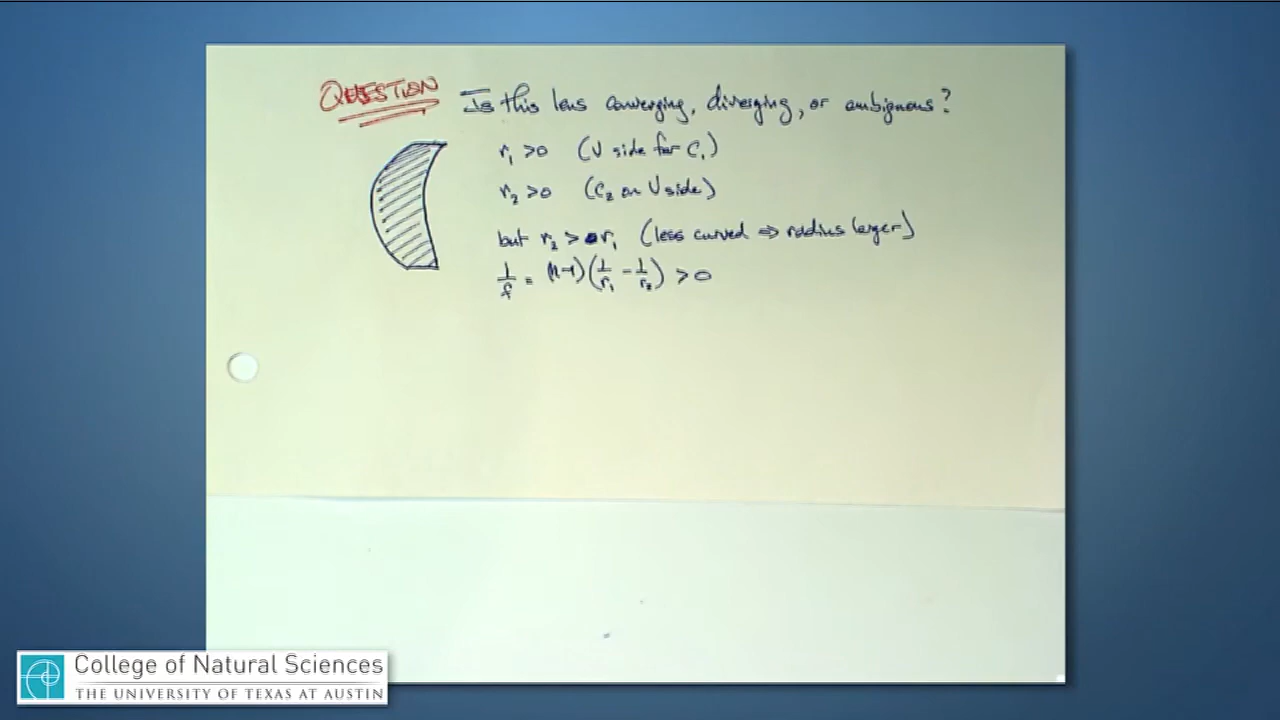 QUESTION Is this lens converging, diverging, or ambiguous?
r₁ >0 (V side for C₁)
r₂ >0 (C₂ on V side)
but r₂ > r₁ (less curved ⇒ radius larger)
1/f = (n-1)(1/r₁ - 1/r₂) >0
College of Natural Sciences
THE UNIVERSITY OF TEXAS AT AUSTIN